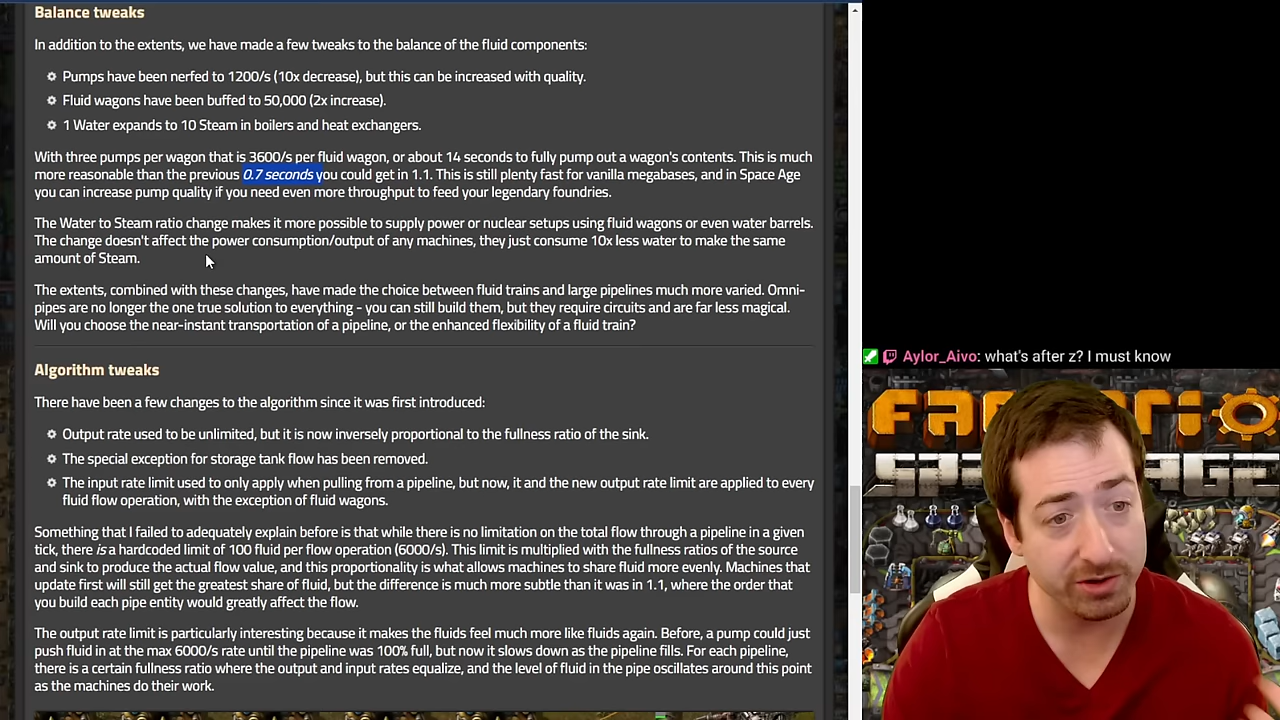 Balance tweaks
In addition to the extents, we have made a few tweaks to the balance of the fluid components:
Pumps have been nerfed to 1200/s (10x decrease), but this can be increased with quality.
Fluid wagons have been buffed to 50,000 (2x increase).
1 Water expands to 10 Steam in boilers and heat exchangers.
With three pumps per wagon that is 3600/s per fluid wagon, or about 14 seconds to fully pump out a wagon's contents. This is much
more reasonable than the previous 0.7 seconds you could get in 1.1. This is still plenty fast for vanilla megabases, and in Space Age
you can increase pump quality if you need even more throughput to feed your legendary foundries.
The Water to Steam ratio change makes it more possible to supply power or nuclear setups using fluid wagons or even water barrels.
The change doesn't affect the power consumption/output of any machines, they just consume 10x less water to make the same
amount of Steam.
The extents, combined with these changes, have made the choice between fluid trains and large pipelines much more varied. Omni-
pipes are no longer the one true solution to everything - you can still build them, but they require circuits and are far less magical.
Will you choose the near-instant transportation of a pipeline, or the enhanced flexibility of a fluid train?
Algorithm tweaks
There have been a few changes to the algorithm since it was first introduced:
Output rate used to be unlimited, but it is now inversely proportional to the fullness ratio of the sink.
The special exception for storage tank flow has been removed.
The input rate limit used to only apply when pulling from a pipeline, but now, it and the new output rate limit are applied to every
fluid flow operation, with the exception of fluid wagons.
Something that I failed to adequately explain before is that while there is no limitation on the total flow through a pipeline in a given
tick, there is a hardcoded limit of 100 fluid per flow operation (6000/s). This limit is multiplied with the fullness ratios of the source
and sink to produce the actual flow value, and this proportionality is what allows machines to share fluid more evenly. Machines that
update first will still get the greatest share of fluid, but the difference is much more subtle than it was in 1.1, where the order that
you build each pipe entity would greatly affect the flow.
The output rate limit is particularly interesting because it makes the fluids feel much more like fluids again. Before, a pump could just
push fluid in at the max 6000/s rate until the pipeline was 100% full, but now it slows down as the pipeline fills. For each pipeline,
there is a certain fullness ratio where the output and input rates equalize, and the level of fluid in the pipe oscillates around this point
as the machines do their work.
Aylor_Aivo: what's after z? I must know